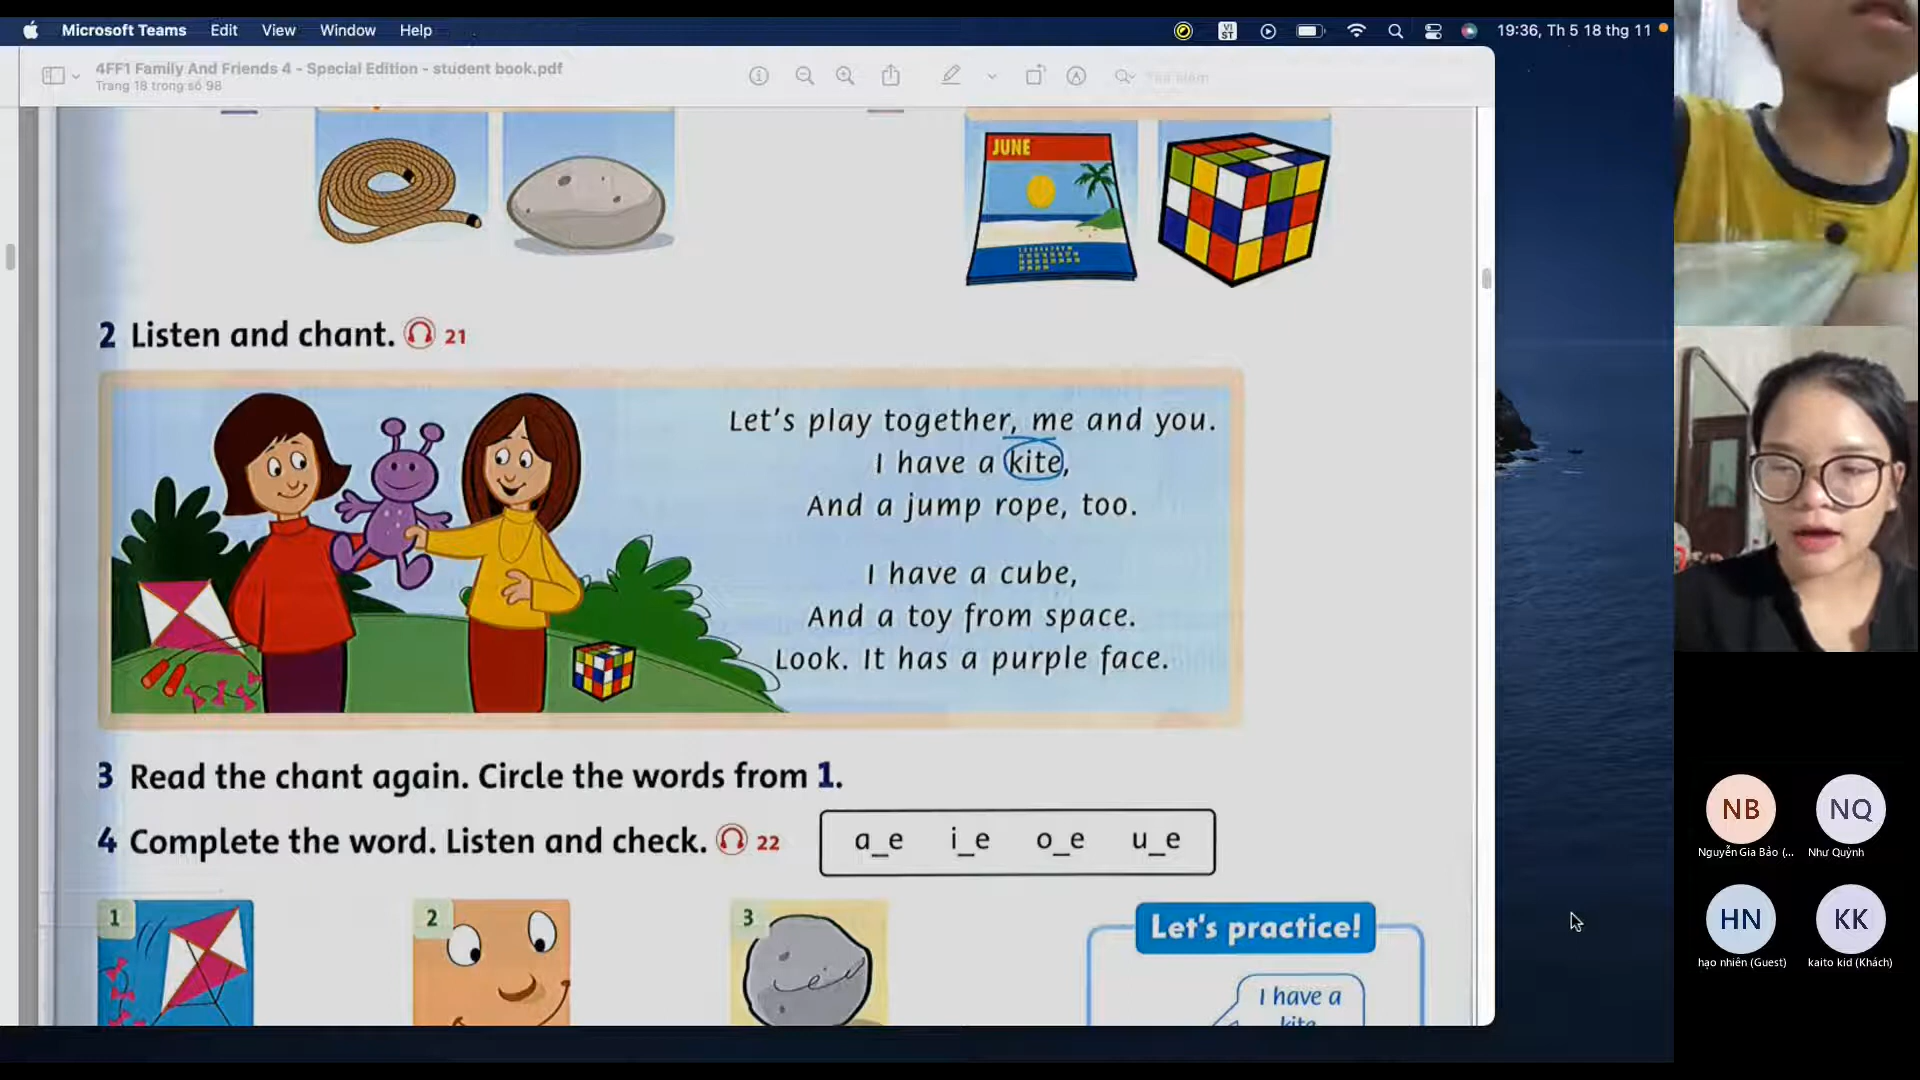 Microsoft Teams Edit View Window Help
19:36, Th 5 18 thg 11
4FF1 Family And Friends 4 - Special Edition - student book.pdf
Trang 18 trong số 98
Tìm kiếm
JUNE
2 Listen and chant. 21
Let's play together, me and you.
I have a kite,
And a jump rope, too.
I have a cube,
And a toy from space.
Look. It has a purple face.
3 Read the chant again. Circle the words from 1.
4 Complete the word. Listen and check. 22
a_e i_e o_e u_e
1
2
3
Let's practice!
I have a
kite
NB
Nguyễn Gia Bảo (...
NQ
Như Quỳnh
HN
hạo nhiên (Guest)
KK
kaito kid (Khách)